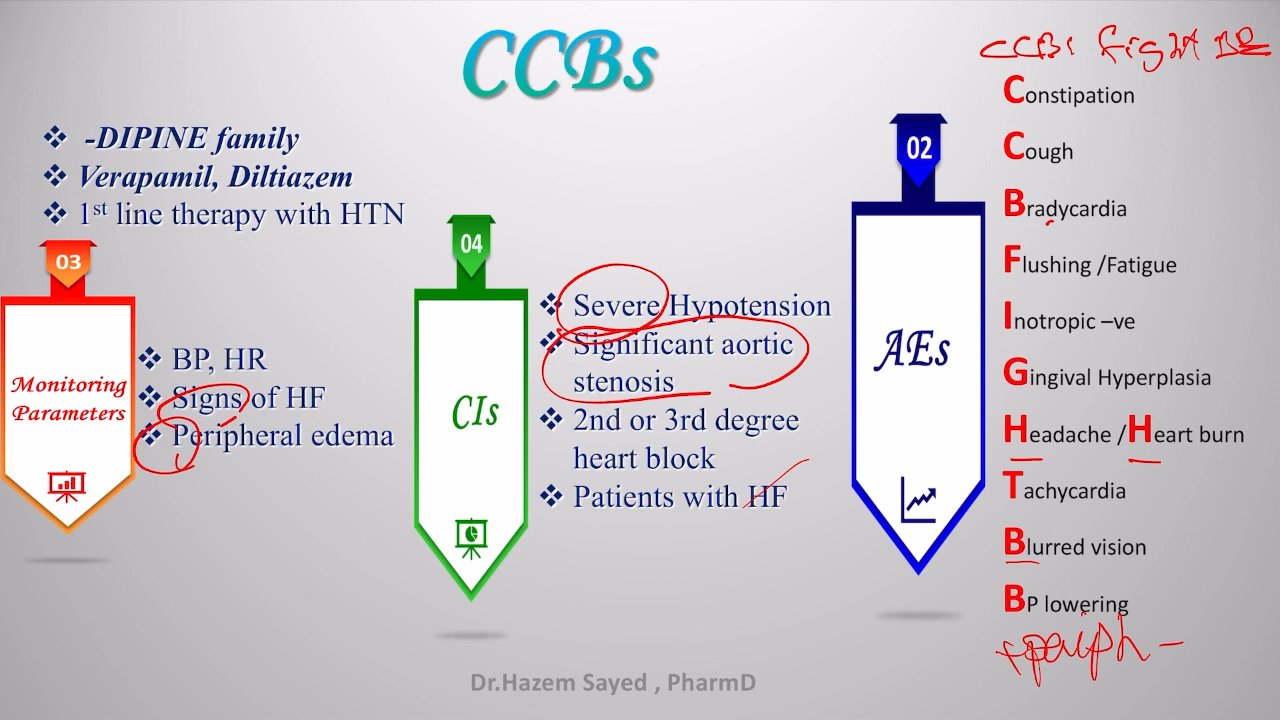 CCBs
❖ -DIPINE family
❖ Verapamil, Diltiazem
❖ 1st line therapy with HTN
03
Monitoring
Parameters
❖ BP, HR
❖ Signs of HF
❖ Peripheral edema
04
CIs
❖ Severe Hypotension
❖ Significant aortic
stenosis
❖ 2nd or 3rd degree
heart block
❖ Patients with HF
02
AEs
CCBs fight
Constipation
Cough
Bradycardia
Flushing /Fatigue
Inotropic –ve
Gingival Hyperplasia
Headache /Heart burn
Tachycardia
Blurred vision
BP lowering
Dr.Hazem Sayed , PharmD